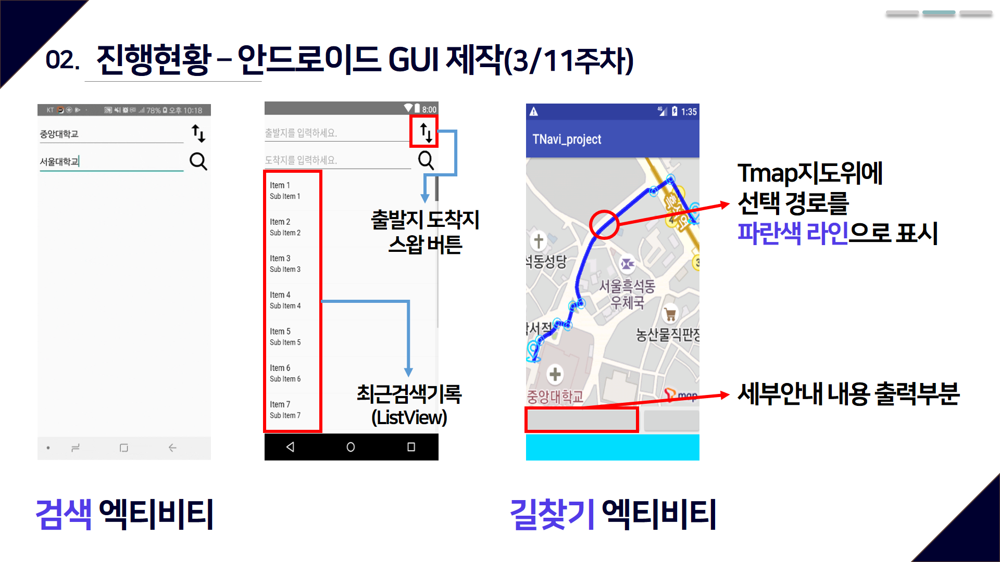 02. 진행현황 – 안드로이드 GUI 제작(3/11주차)
KT
78% 오후 10:18
중앙대학교
서울대학교
8:00
출발지를 입력하세요.
도착지를 입력하세요.
Item 1
Sub Item 1
Item 2
Sub Item 2
Item 3
Sub Item 3
Item 4
Sub Item 4
Item 5
Sub Item 5
Item 6
Sub Item 6
Item 7
Sub Item 7
출발지 도착지
스왑 버튼
최근검색기록
(ListView)
4G 1:35
TNavi_project
4
3
석동성당
서울흑석동
우체국
서적
농산물직판장
중앙대학교
map
Tmap지도위에
선택 경로를
파란색 라인으로 표시
세부안내 내용 출력부분
검색 엑티비티
길찾기 엑티비티